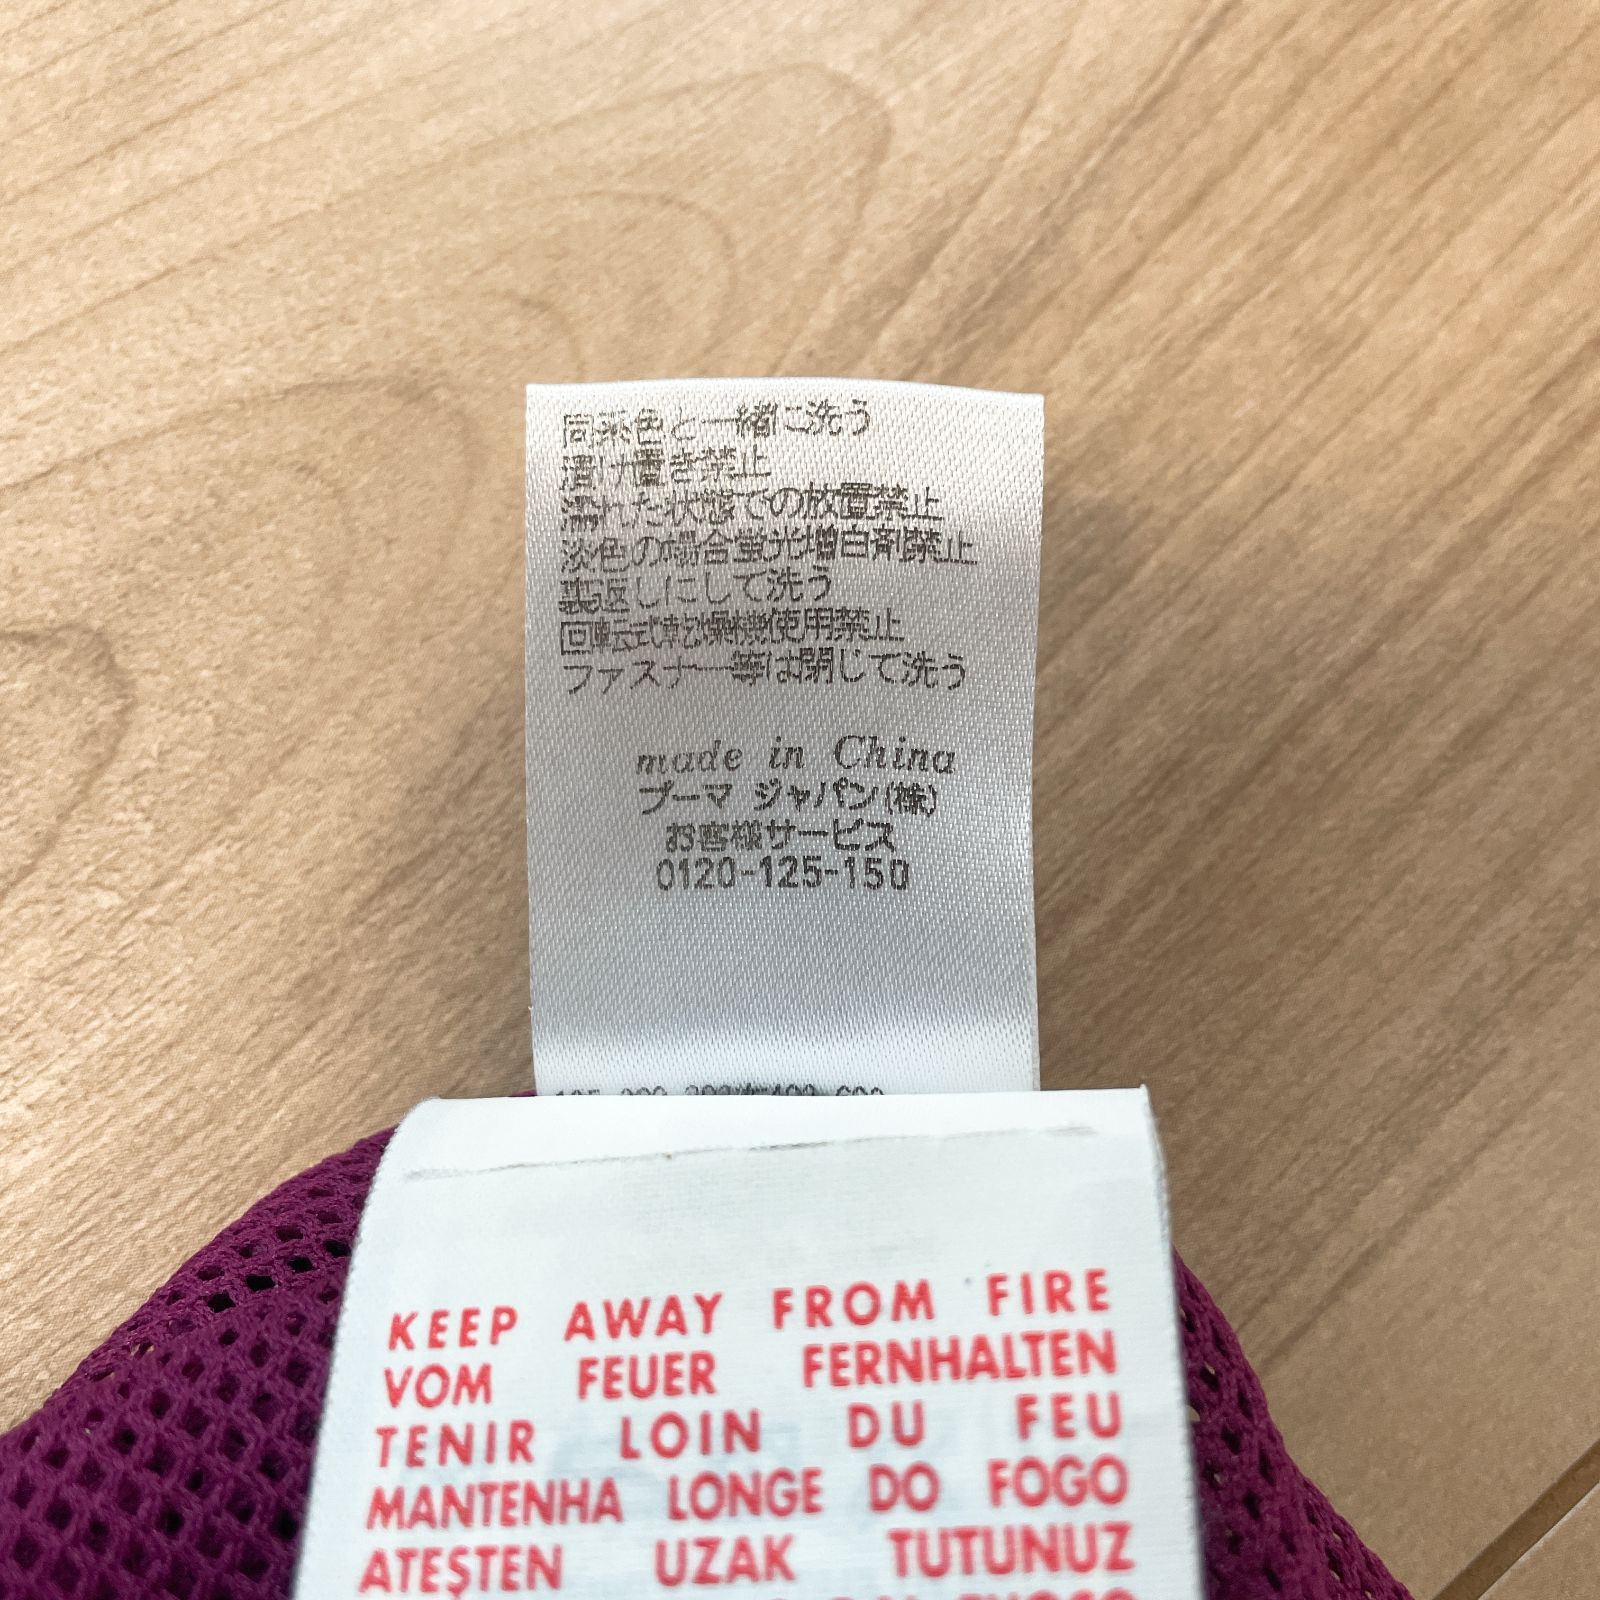 同系色と一緒に洗う
漬け置き禁止
濡れた状態での放置禁止
淡色の場合蛍光増白剤禁止
裏返しにして洗う
回転式乾燥機使用禁止
ファスナー等は閉じて洗う
made in China
プーマ ジャパン(株)
お客様サービス
0120-125-150
KEEP AWAY FROM FIRE
VOM FEUER FERNHALTEN
TENIR LOIN DU FEU
MANTENHA LONGE DO FOGO
ATEŞTEN UZAK TUTUNUZ